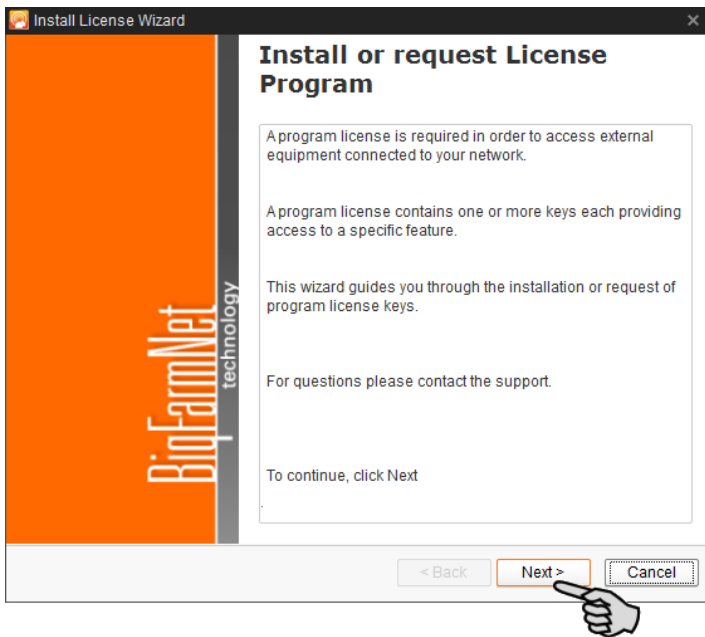 Install License Wizard
Install or request License
Program
A program license is required in order to access external
equipment connected to your network.
A program license contains one or more keys each providing
access to a specific feature.
This wizard guides you through the installation or request of
program license keys.
For questions please contact the support.
To continue, click Next
.
BigFarmNet
technology
< Back
Next >
Cancel